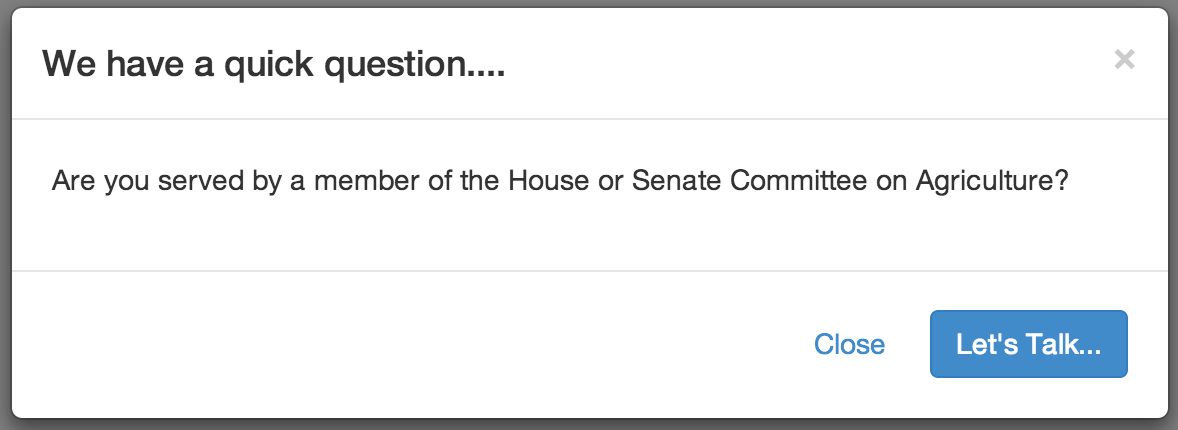 We have a quick question....
×
Are you served by a member of the House or Senate Committee on Agriculture?
Close
Let's Talk...